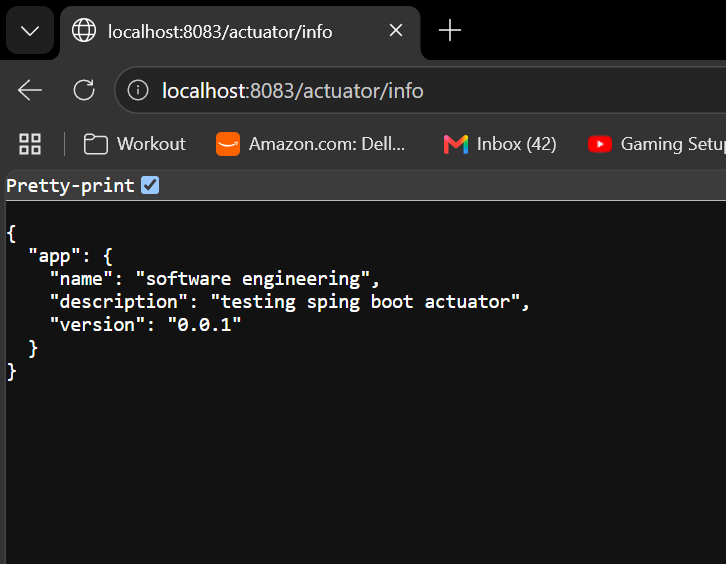 localhost:8083/actuator/info
localhost:8083/actuator/info
Workout Amazon.com: Dell... Inbox (42) Gaming Setup
Pretty-print
{
  "app": {
    "name": "software engineering",
    "description": "testing sping boot actuator",
    "version": "0.0.1"
  }
}